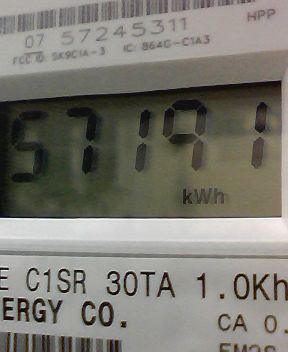 HPP
07 57245311
FCC ID: SK9C1A-3 IC: 864G-C1A3
57191
kWh
E C1SR 30TA 1.0Kh
ERGY CO.
CA 0.